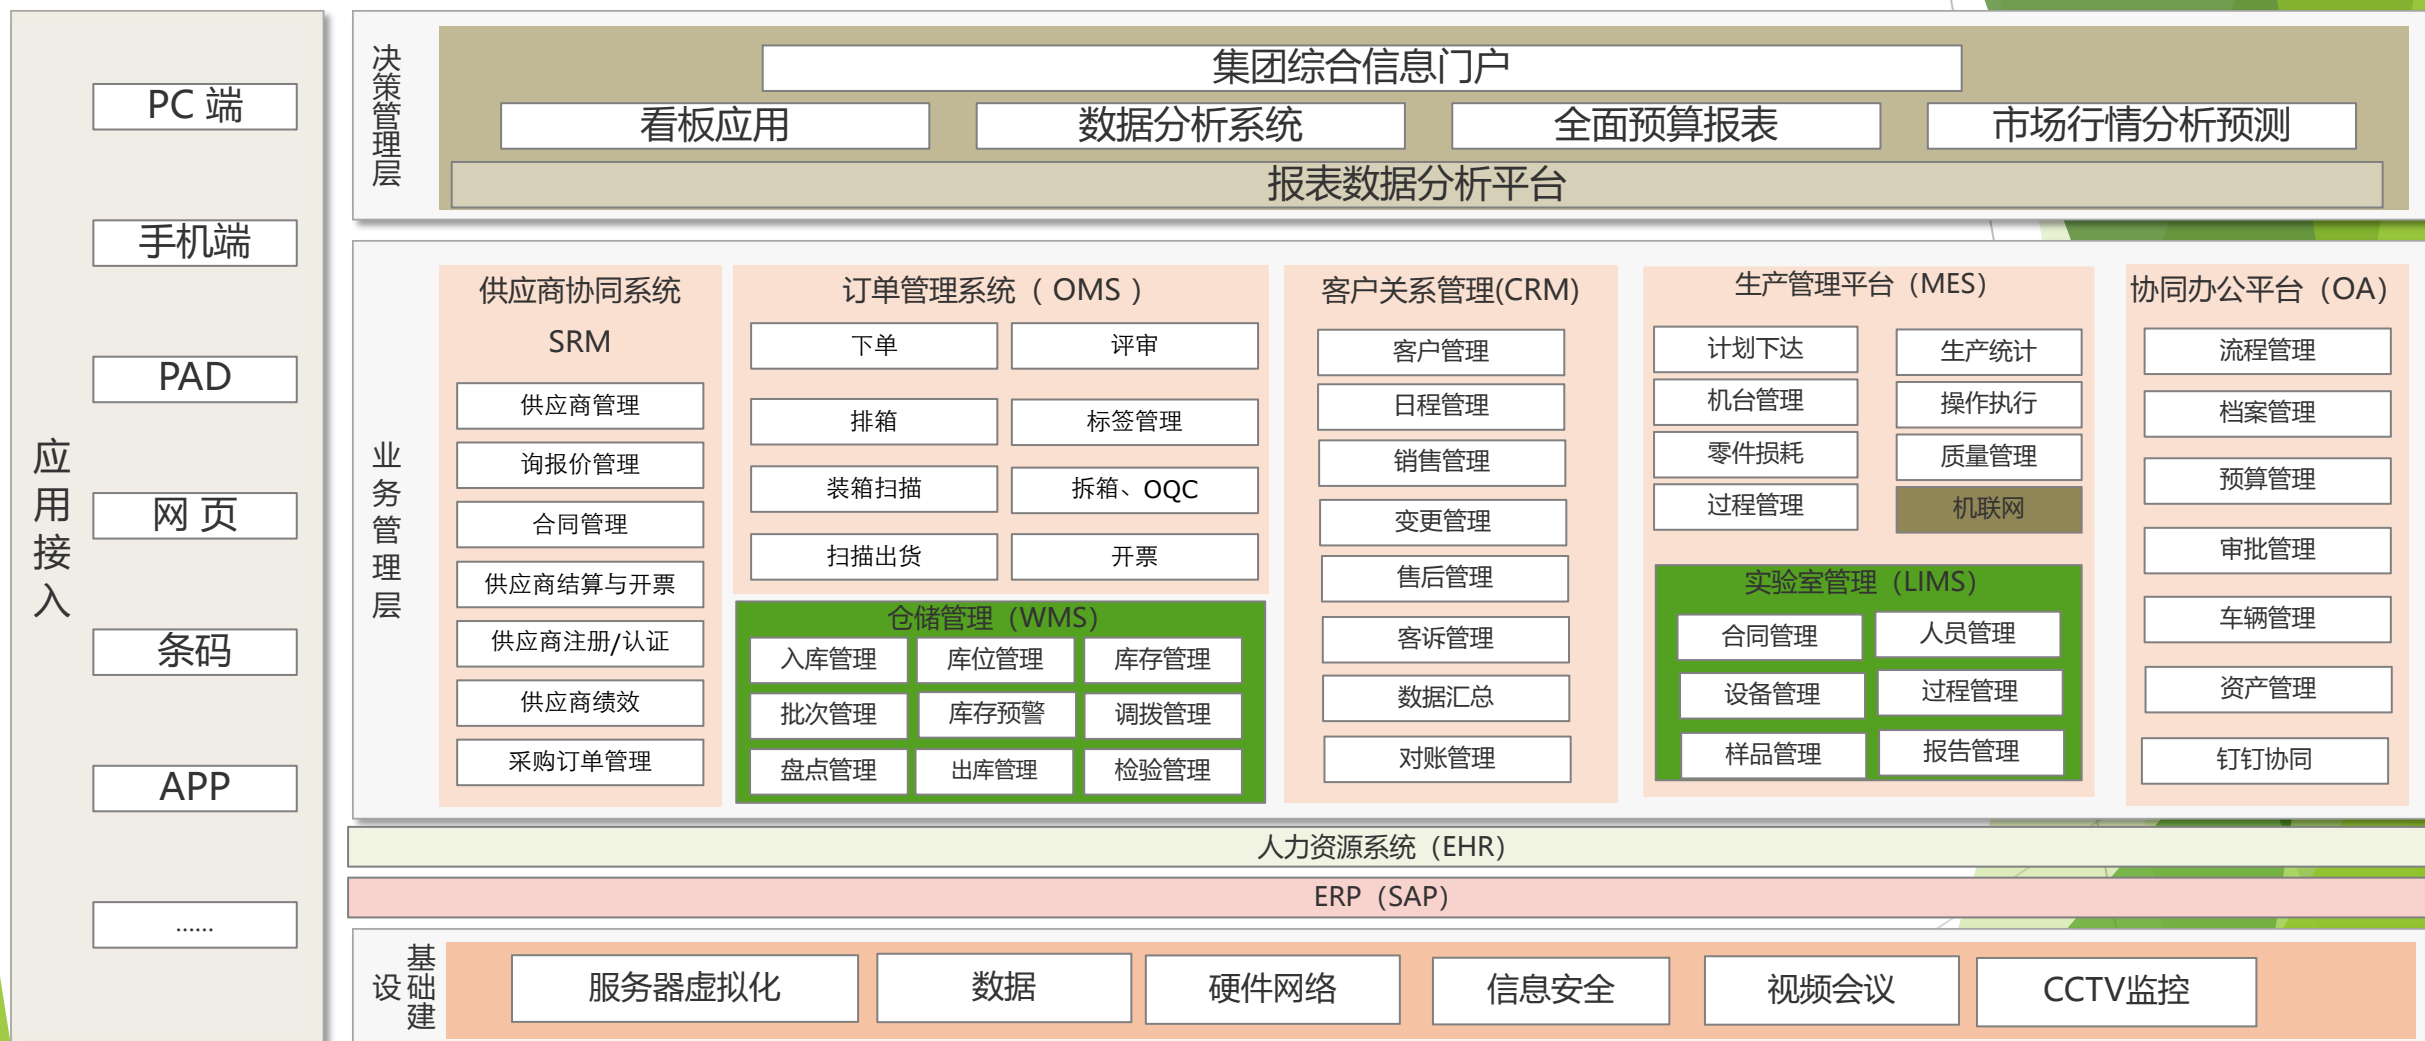 应用接入
PC 端
手机端
PAD
网 页
条码
APP
......
决策管理层
集团综合信息门户
看板应用
数据分析系统
全面预算报表
市场行情分析预测
报表数据分析平台
业务管理层
供应商协同系统
SRM
供应商管理
询报价管理
合同管理
供应商结算与开票
供应商注册/认证
供应商绩效
采购订单管理
订单管理系统（ OMS ）
下单
评审
排箱
标签管理
装箱扫描
拆箱、OQC
扫描出货
开票
仓储管理（WMS）
入库管理
库位管理
库存管理
批次管理
库存预警
调拨管理
盘点管理
出库管理
检验管理
客户关系管理(CRM)
客户管理
日程管理
销售管理
变更管理
售后管理
客诉管理
数据汇总
对账管理
生产管理平台（MES）
计划下达
生产统计
机台管理
操作执行
零件损耗
质量管理
过程管理
机联网
实验室管理（LIMS）
合同管理
人员管理
设备管理
过程管理
样品管理
报告管理
协同办公平台（OA）
流程管理
档案管理
预算管理
审批管理
车辆管理
资产管理
钉钉协同
人力资源系统（EHR）
ERP（SAP）
基础建设
服务器虚拟化
数据
硬件网络
信息安全
视频会议
CCTV监控